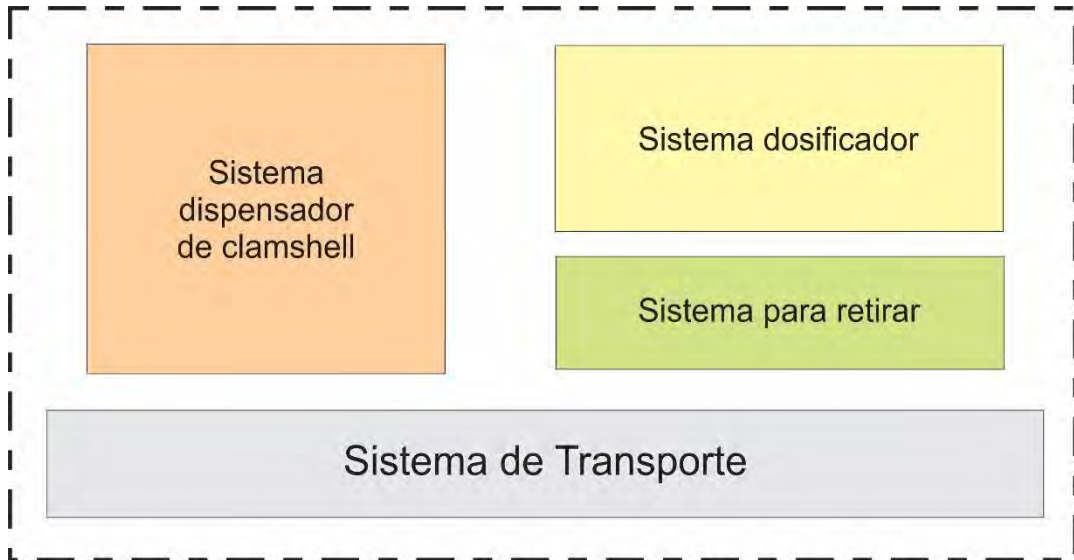 Sistema
dispensador
de clamshell
Sistema dosificador
Sistema para retirar
Sistema de Transporte